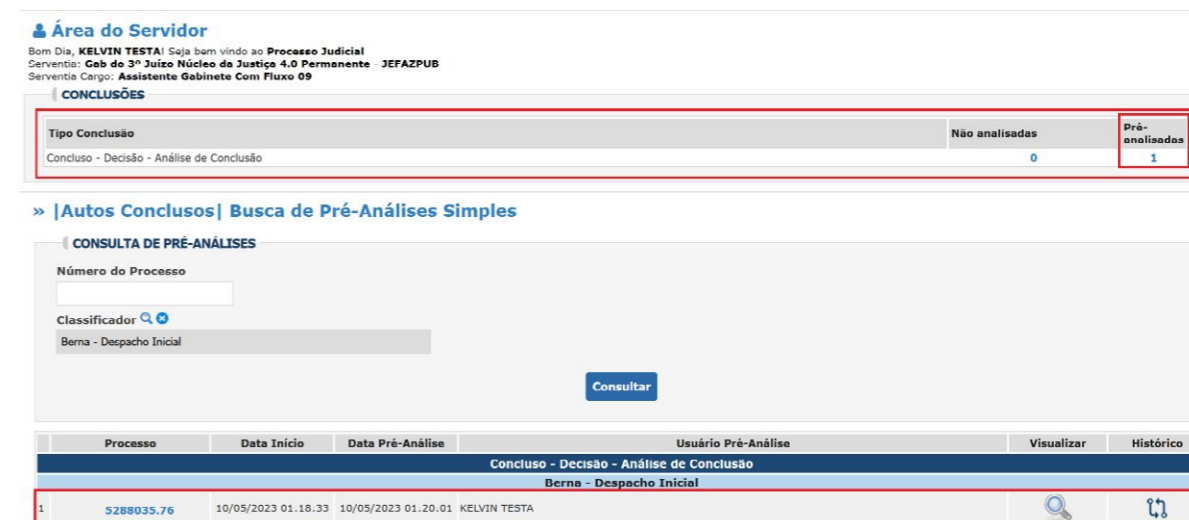 Área do Servidor
Bom Dia, KELVIN TESTA! Seja bem vindo ao Processo Judicial
Serventia: Gab do 3º Juízo Núcleo da Justiça 4.0 Permanente - JEFAZPUB
Serventia Cargo: Assistente Gabinete Com Fluxo 09
CONCLUSÕES
Tipo Conclusão Não analisadas Pré-analisadas
Concluso - Decisão - Análise de Conclusão 0 1
» |Autos Conclusos| Busca de Pré-Análises Simples
CONSULTA DE PRÉ-ANÁLISES
Número do Processo
Classificador
Berna - Despacho Inicial
Consultar
Processo Data Início Data Pré-Análise Usuário Pré-Análise Visualizar Histórico
Concluso - Decisão - Análise de Conclusão
Berna - Despacho Inicial
1 5288035.76 10/05/2023 01.18.33 10/05/2023 01.20.01 KELVIN TESTA